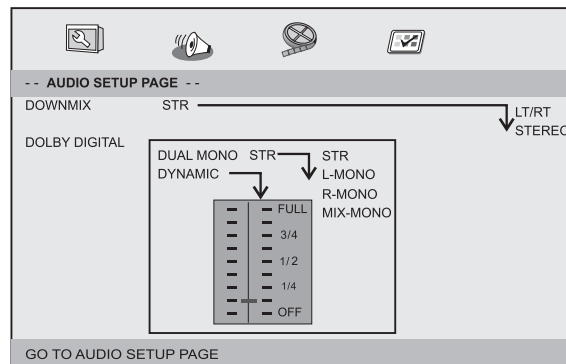 - - AUDIO SETUP PAGE - -
DOWNMIX STR LT/RT
STEREO
DOLBY DIGITAL
DUAL MONO STR STR
DYNAMIC L-MONO
R-MONO
MIX-MONO
FULL
3/4
1/2
1/4
OFF
GO TO AUDIO SETUP PAGE